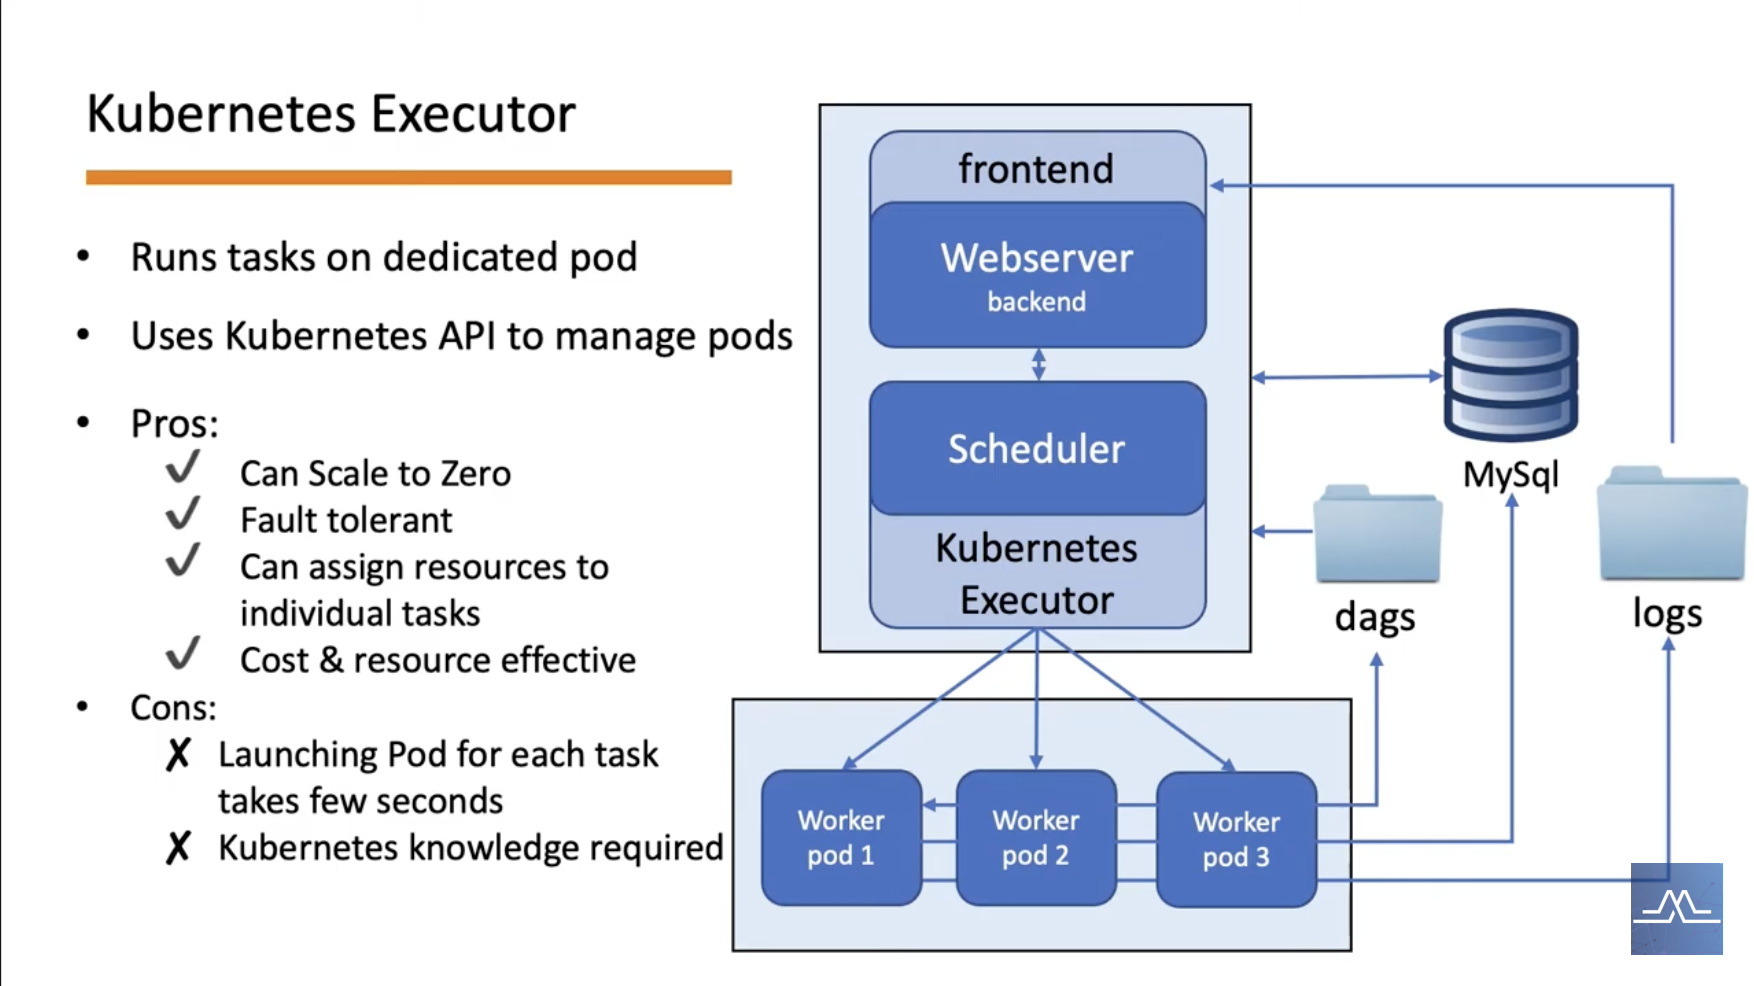 Kubernetes Executor
• Runs tasks on dedicated pod
• Uses Kubernetes API to manage pods
• Pros:
✓ Can Scale to Zero
✓ Fault tolerant
✓ Can assign resources to
individual tasks
✓ Cost & resource effective
• Cons:
✗ Launching Pod for each task
takes few seconds
✗ Kubernetes knowledge required
frontend
Webserver
backend
Scheduler
Kubernetes
Executor
MySql
dags
logs
Worker
pod 1
Worker
pod 2
Worker
pod 3